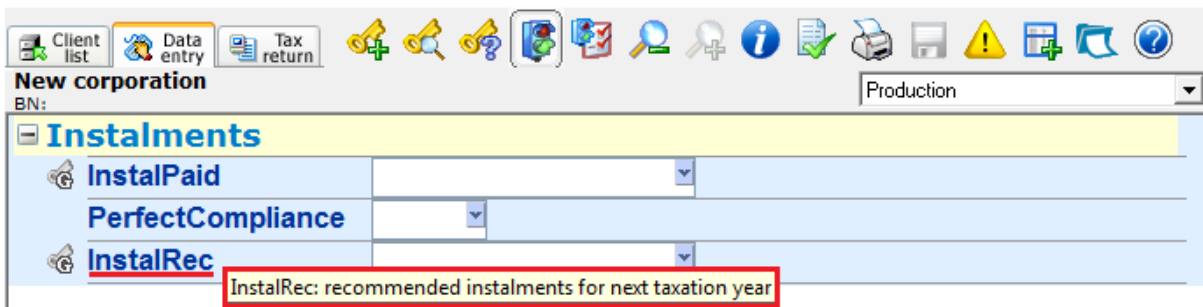 Client list
Data entry
Tax return
New corporation
Production
BN:
Instalments
InstalPaid
PerfectCompliance
InstalRec
InstalRec: recommended instalments for next taxation year